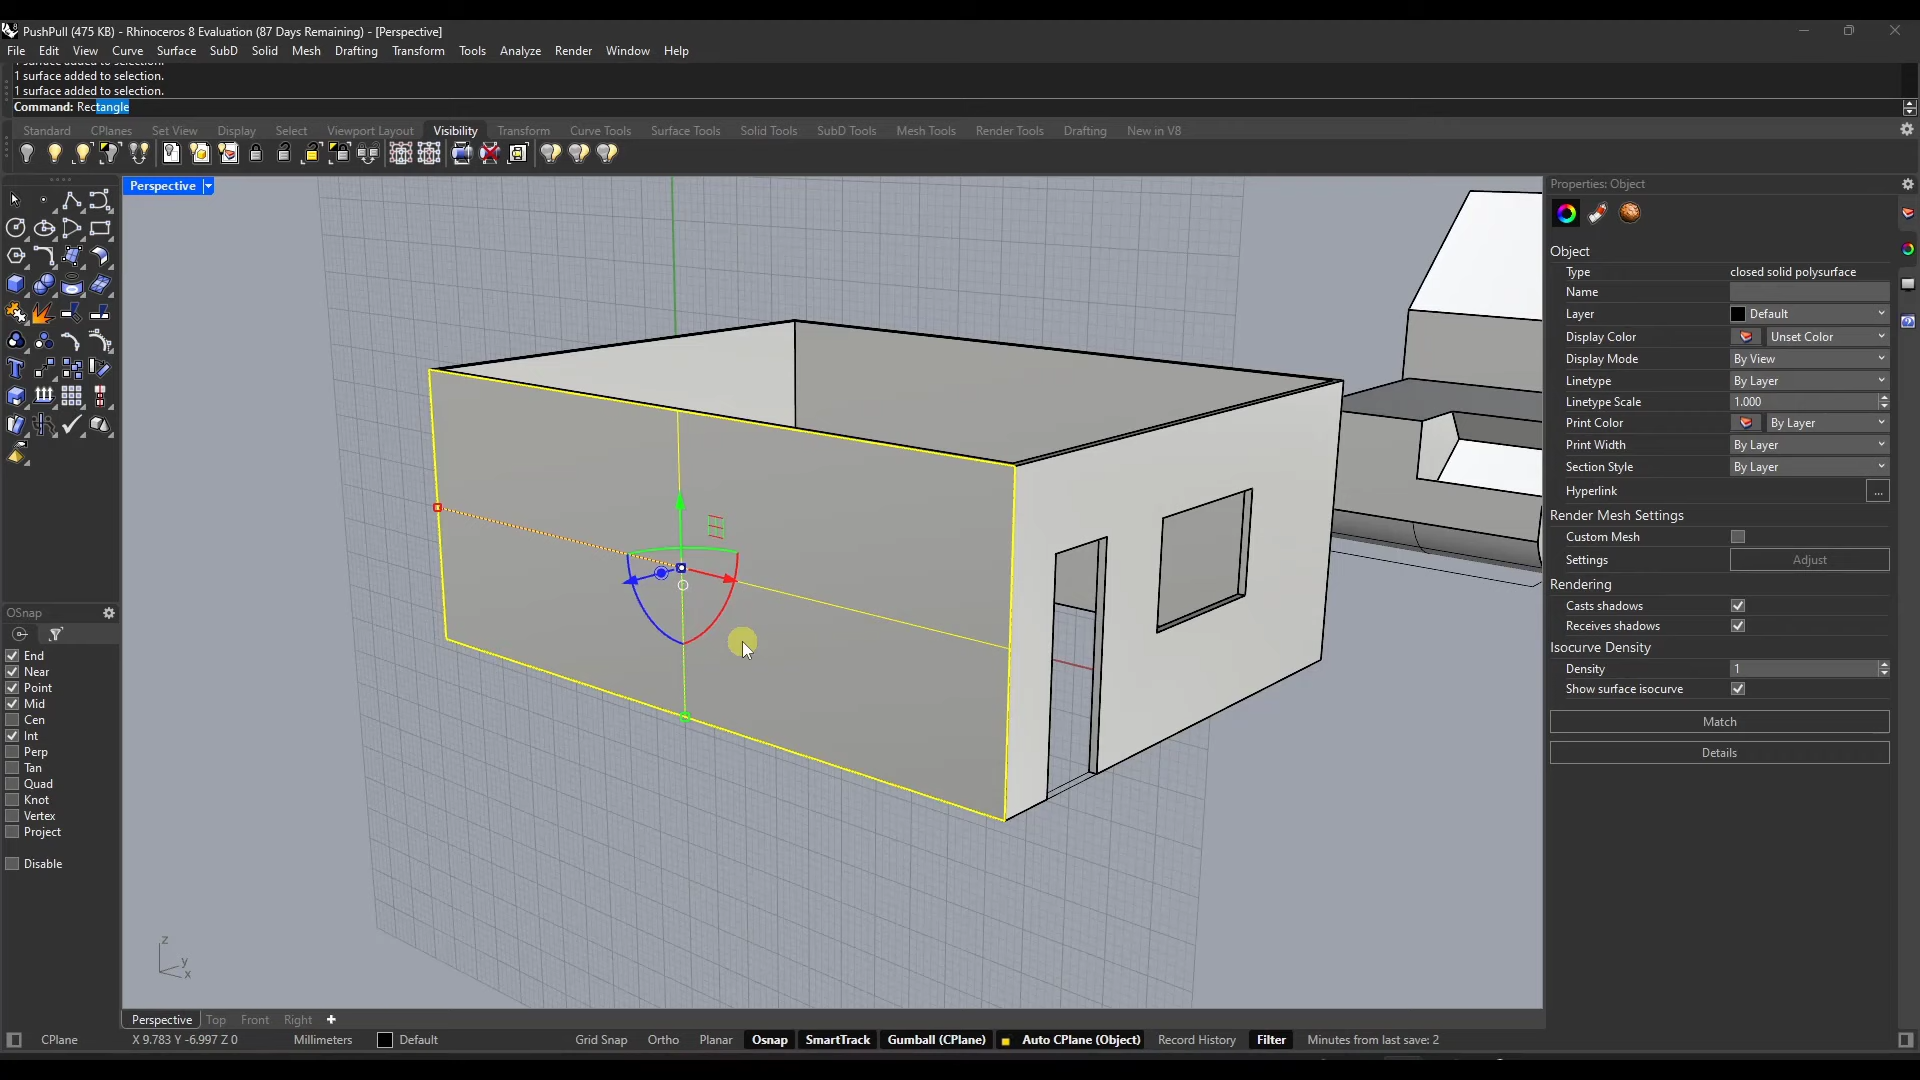 PushPull (475 KB) - Rhinoceros 8 Evaluation (87 Days Remaining) - [Perspective]
File Edit View Curve Surface SubD Solid Mesh Drafting Transform Tools Analyze Render Window Help
1 surface added to selection.
1 surface added to selection.
1 surface added to selection.
Command: Rectangle
Standard CPlanes Set View Display Select Viewport Layout Visibility Transform Curve Tools Surface Tools Solid Tools SubD Tools Mesh Tools Render Tools Drafting New in V8
Perspective
Properties: Object
Object
Type closed solid polysurface
Name
Layer Default
Display Color Unset Color
Display Mode By View
Linetype By Layer
Linetype Scale 1.000
Print Color By Layer
Print Width By Layer
Section Style By Layer
Hyperlink ...
Render Mesh Settings
Custom Mesh
Settings Adjust
Rendering
Casts shadows
Receives shadows
Isocurve Density
Density 1
Show surface isocurve
Match
Details
OSnap
End
Near
Point
Mid
Cen
Int
Perp
Tan
Quad
Knot
Vertex
Project
Disable
z
y
x
Perspective Top Front Right
CPlane X 9.783 Y -6.997 Z 0 Millimeters Default Grid Snap Ortho Planar Osnap SmartTrack Gumball (CPlane) Auto CPlane (Object) Record History Filter Minutes from last save: 2